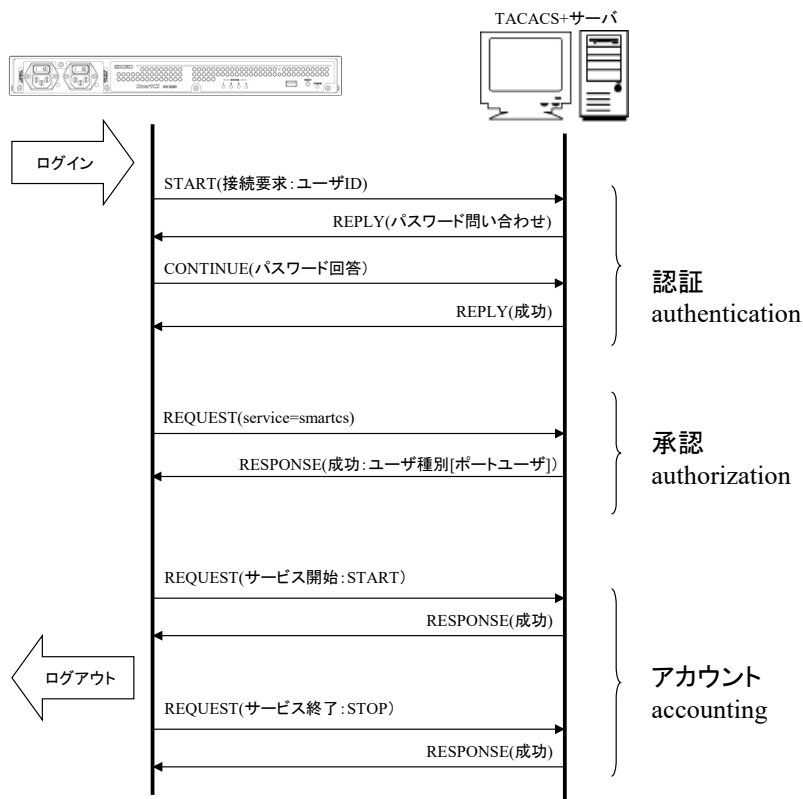 TACACS+サーバ
ログイン
START(接続要求：ユーザID)
REPLY(パスワード問い合わせ)
CONTINUE(パスワード回答）
REPLY(成功)
認証
authentication
REQUEST(service=smartcs)
RESPONSE(成功：ユーザ種別[ポートユーザ]）
承認
authorization
REQUEST(サービス開始：START）
RESPONSE(成功)
ログアウト
REQUEST(サービス終了：STOP）
RESPONSE(成功)
アカウント
accounting